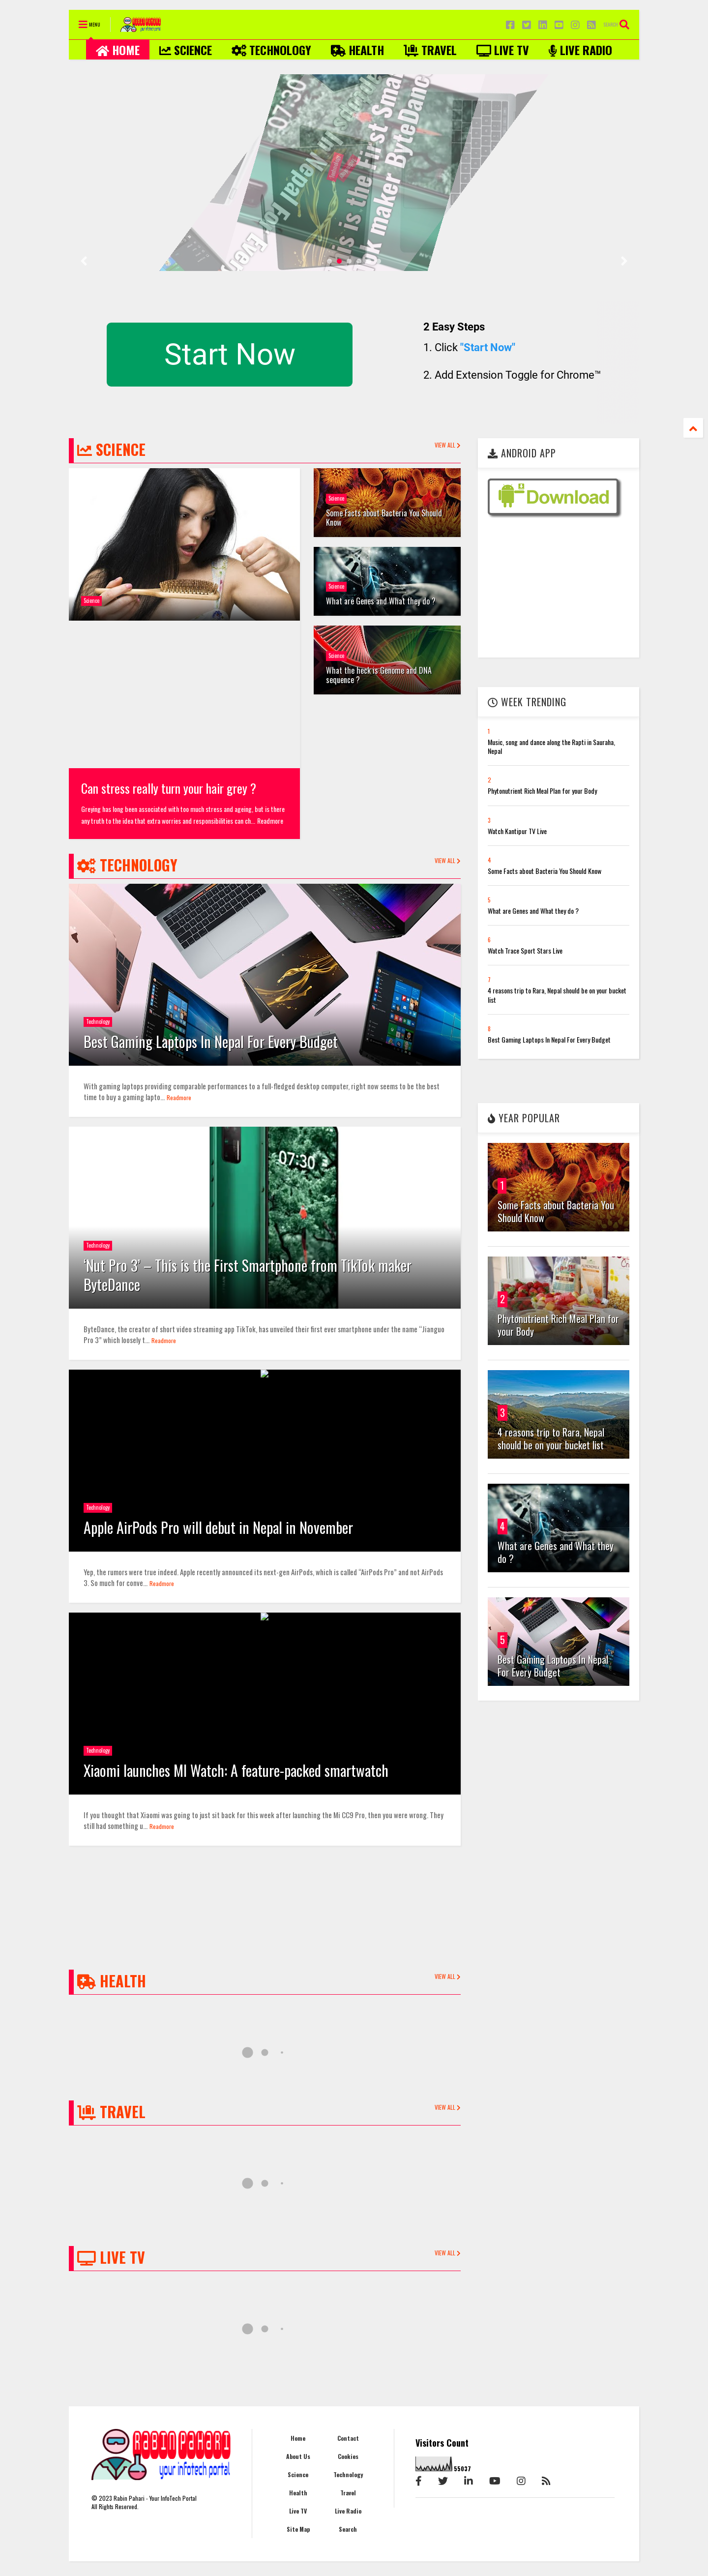 MENU
SEARCH
HOME
SCIENCE
TECHNOLOGY
HEALTH
TRAVEL
LIVE TV
LIVE RADIO
07:30
Start Now
2 Easy Steps
1. Click "Start Now"
2. Add Extension Toggle for Chrome™
SCIENCE
VIEW ALL
Science
Can stress really turn your hair grey ?
Greying has long been associated with too much stress and ageing, but is there
any truth to the idea that extra worries and responsibilities can ch... Readmore
Science
Some Facts about Bacteria You Should
Know
Science
What are Genes and What they do ?
Science
What the heck is Genome and DNA
sequence ?
TECHNOLOGY
VIEW ALL
Technology
Best Gaming Laptops In Nepal For Every Budget
With gaming laptops providing comparable performances to a full-fledged desktop computer, right now seems to be the best
time to buy a gaming lapto... Readmore
07:30
Technology
'Nut Pro 3' – This is the First Smartphone from TikTok maker
ByteDance
ByteDance, the creator of short video streaming app TikTok, has unveiled their first ever smartphone under the name "Jianguo
Pro 3" which loosely t... Readmore
Technology
Apple AirPods Pro will debut in Nepal in November
Yep, the rumors were true indeed. Apple recently announced its next-gen AirPods, which is called "AirPods Pro" and not AirPods
3. So much for conve... Readmore
Technology
Xiaomi launches MI Watch: A feature-packed smartwatch
If you thought that Xiaomi was going to just sit back for this week after launching the Mi CC9 Pro, then you were wrong. They
still had something u... Readmore
HEALTH
VIEW ALL
TRAVEL
VIEW ALL
LIVE TV
VIEW ALL
ANDROID APP
Download
WEEK TRENDING
1
Music, song and dance along the Rapti in Sauraha,
Nepal
2
Phytonutrient Rich Meal Plan for your Body
3
Watch Kantipur TV Live
4
Some Facts about Bacteria You Should Know
5
What are Genes and What they do ?
6
Watch Trace Sport Stars Live
7
4 reasons trip to Rara, Nepal should be on your bucket
list
8
Best Gaming Laptops In Nepal For Every Budget
YEAR POPULAR
1
Some Facts about Bacteria You
Should Know
2
Phytonutrient Rich Meal Plan for
your Body
3
4 reasons trip to Rara, Nepal
should be on your bucket list
4
What are Genes and What they
do ?
5
Best Gaming Laptops In Nepal
For Every Budget
RABIN PAHARI
your infotech portal
© 2023 Rabin Pahari - Your InfoTech Portal
All Rights Reserved.
Home
Contact
About Us
Cookies
Science
Technology
Health
Travel
Live TV
Live Radio
Site Map
Search
Visitors Count
55037